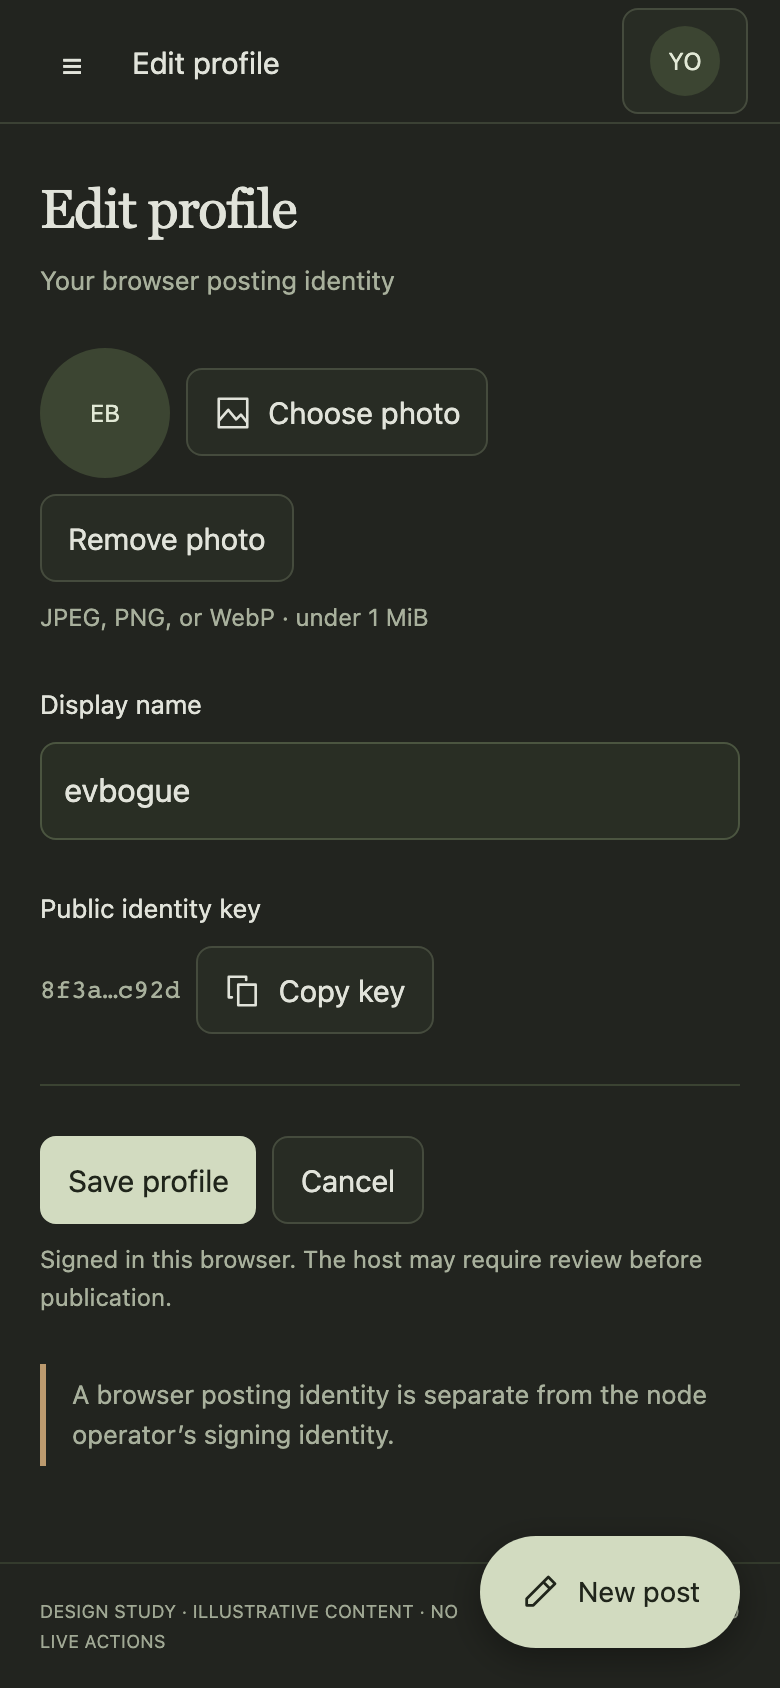 Edit profile
YO
Edit profile
Your browser posting identity
EB
Choose photo
Remove photo
JPEG, PNG, or WebP · under 1 MiB
Display name
evbogue
Public identity key
8f3a…c92d
Copy key
Save profile
Cancel
Signed in this browser. The host may require review before
publication.
A browser posting identity is separate from the node
operator’s signing identity.
New post
DESIGN STUDY · ILLUSTRATIVE CONTENT · NO
LIVE ACTIONS